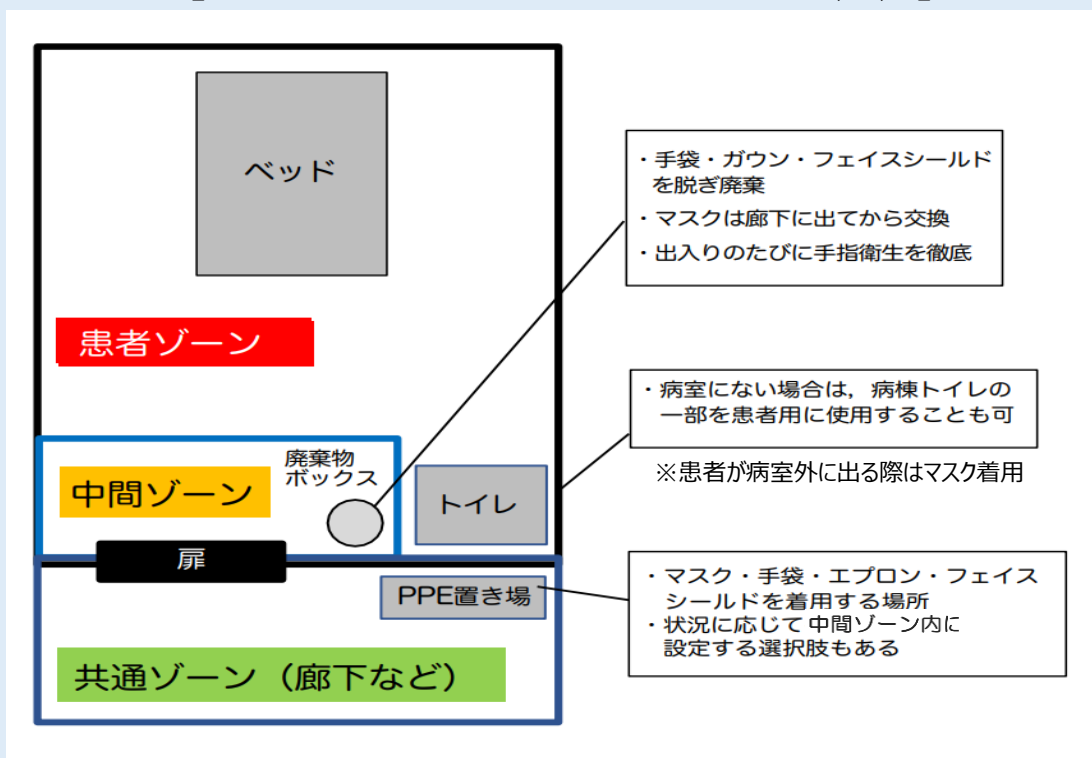 ベッド
・手袋・ガウン・フェイスシールド
を脱ぎ廃棄
・マスクは廊下に出てから交換
・出入りのたびに手指衛生を徹底
患者ゾーン
・病室にない場合は，病棟トイレの
一部を患者用に使用することも可
※患者が病室外に出る際はマスク着用
中間ゾーン
廃棄物
ボックス
トイレ
扉
PPE置き場
・マスク・手袋・エプロン・フェイス
シールドを着用する場所
・状況に応じて中間ゾーン内に
設定する選択肢もある
共通ゾーン（廊下など）